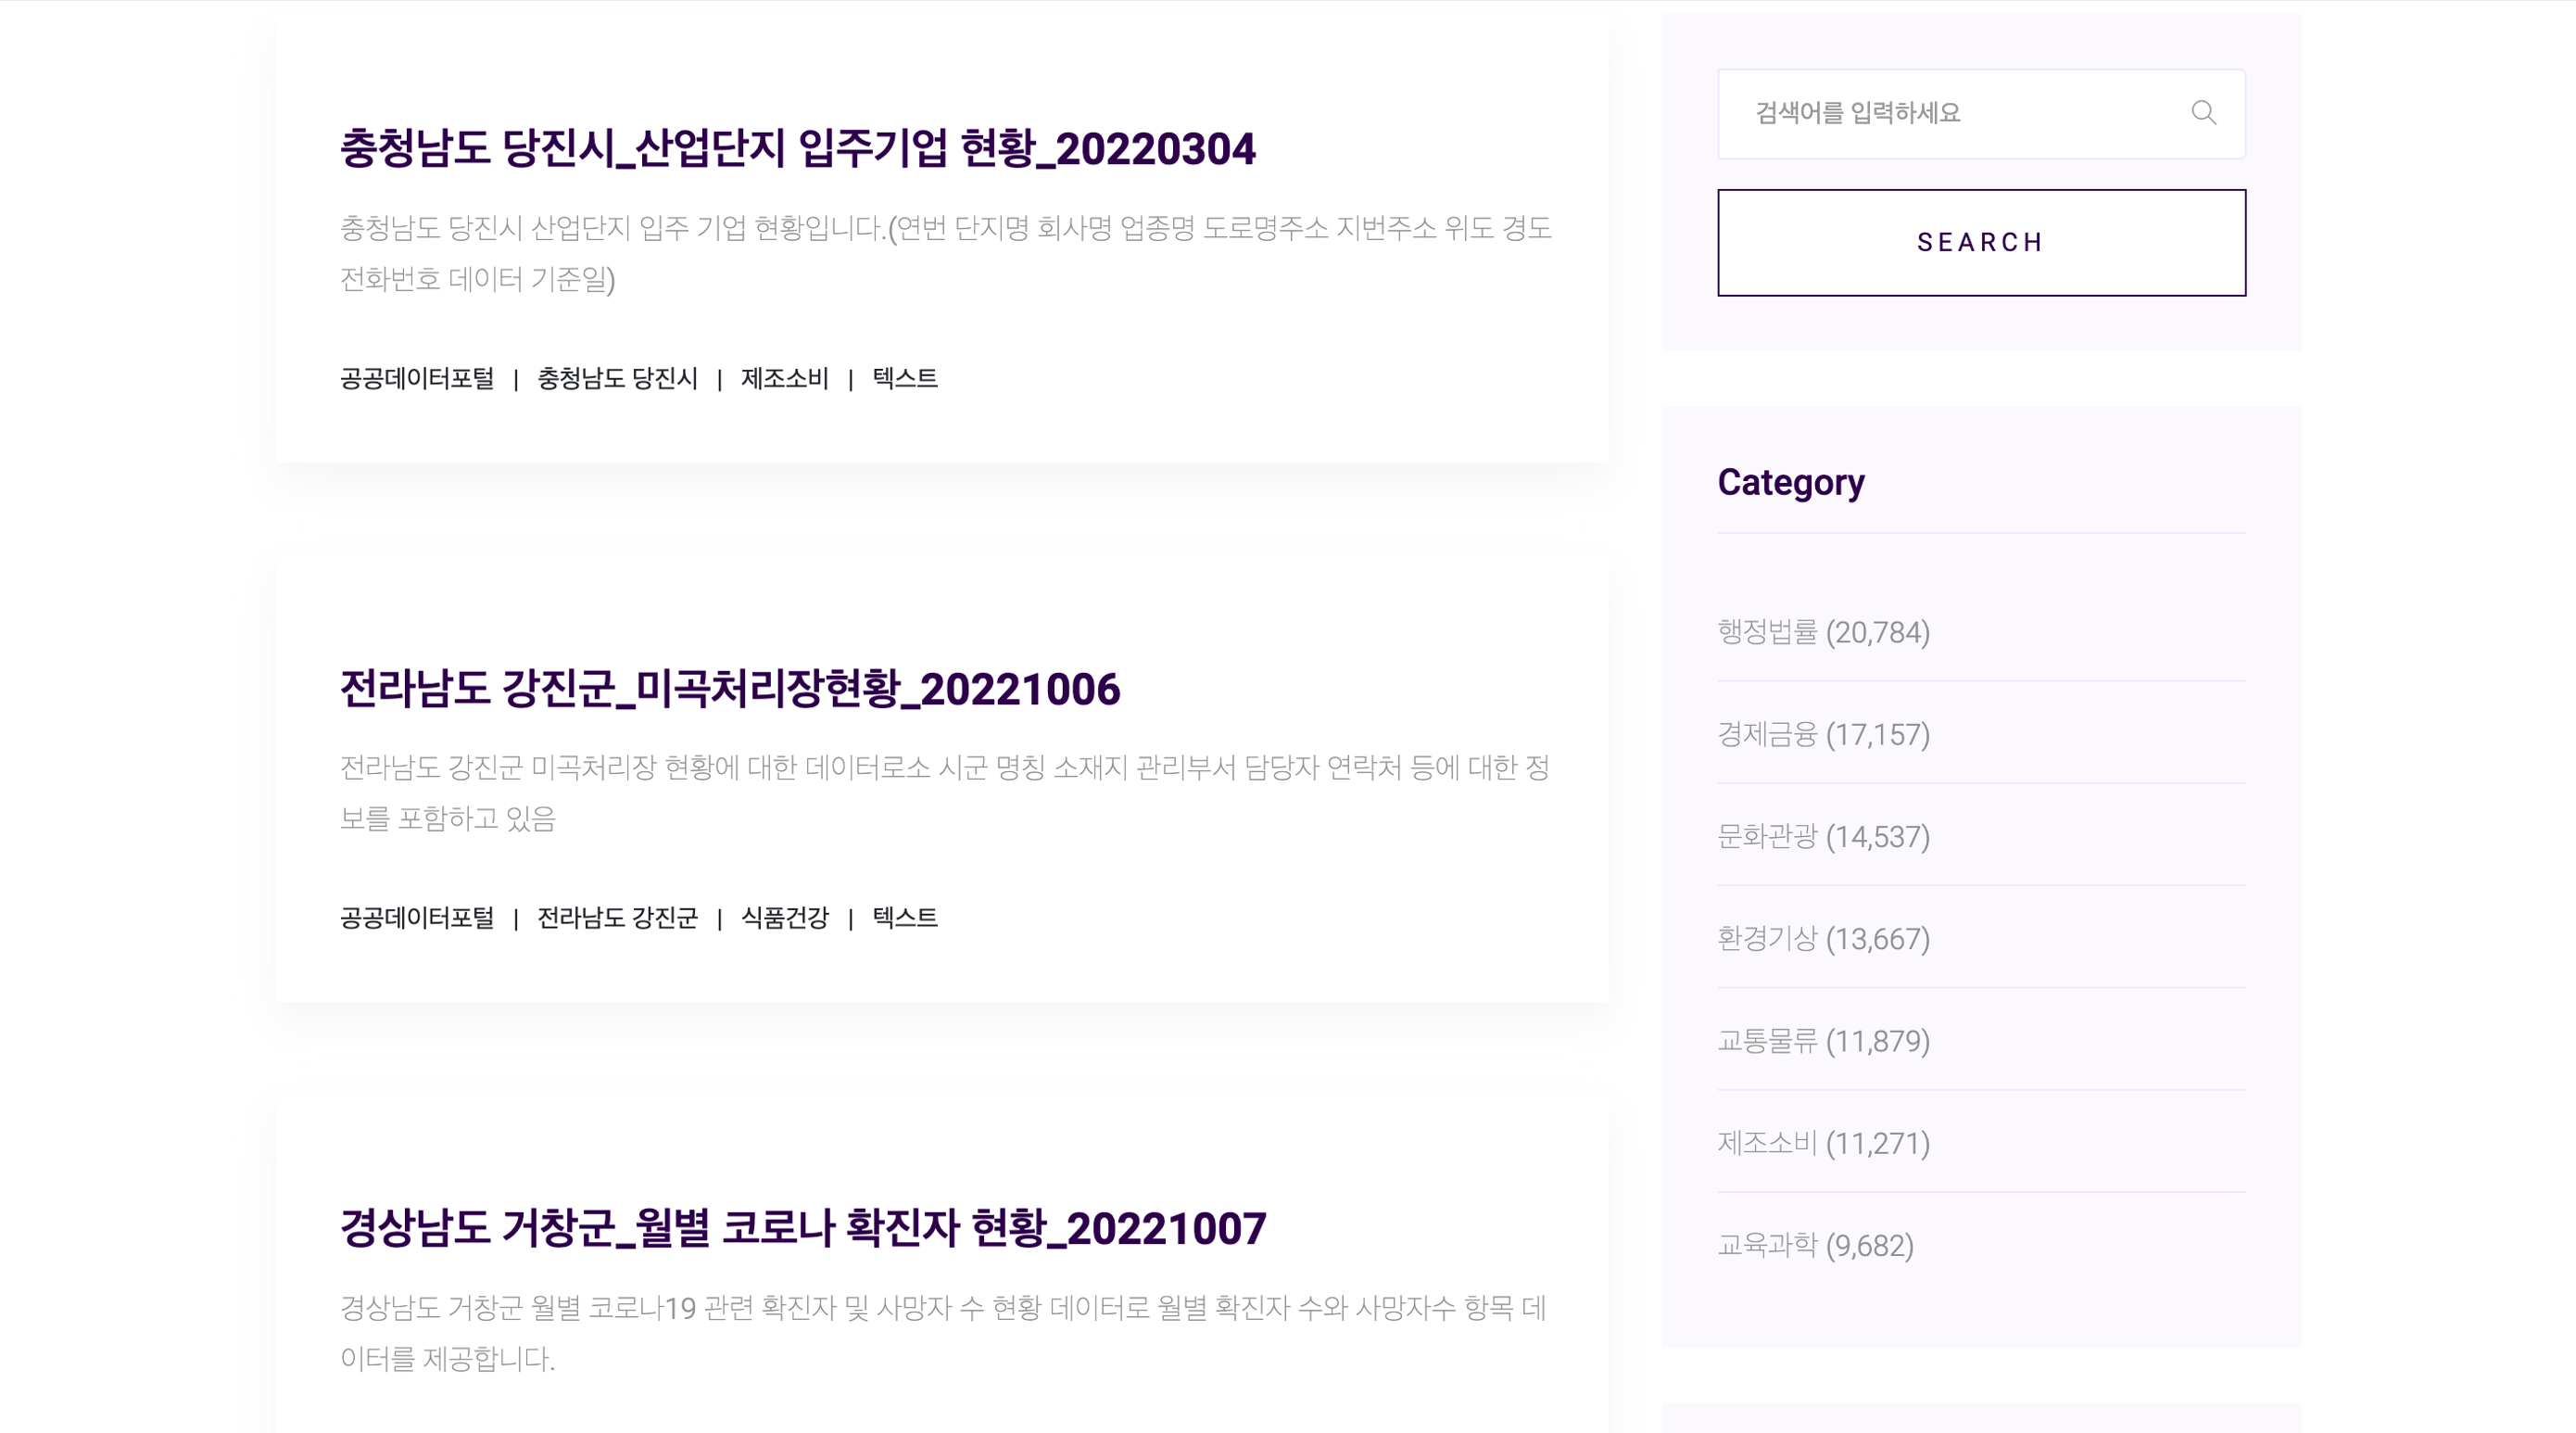 충청남도 당진시_산업단지 입주기업 현황_20220304
충청남도 당진시 산업단지 입주 기업 현황입니다.(연번 단지명 회사명 업종명 도로명주소 지번주소 위도 경도
전화번호 데이터 기준일)
공공데이터포털 | 충청남도 당진시 | 제조소비 | 텍스트
전라남도 강진군_미곡처리장현황_20221006
전라남도 강진군 미곡처리장 현황에 대한 데이터로소 시군 명칭 소재지 관리부서 담당자 연락처 등에 대한 정
보를 포함하고 있음
공공데이터포털 | 전라남도 강진군 | 식품건강 | 텍스트
경상남도 거창군_월별 코로나 확진자 현황_20221007
경상남도 거창군 월별 코로나19 관련 확진자 및 사망자 수 현황 데이터로 월별 확진자 수와 사망자수 항목 데
이터를 제공합니다.
검색어를 입력하세요
SEARCH
Category
행정법률 (20,784)
경제금융 (17,157)
문화관광 (14,537)
환경기상 (13,667)
교통물류 (11,879)
제조소비 (11,271)
교육과학 (9,682)